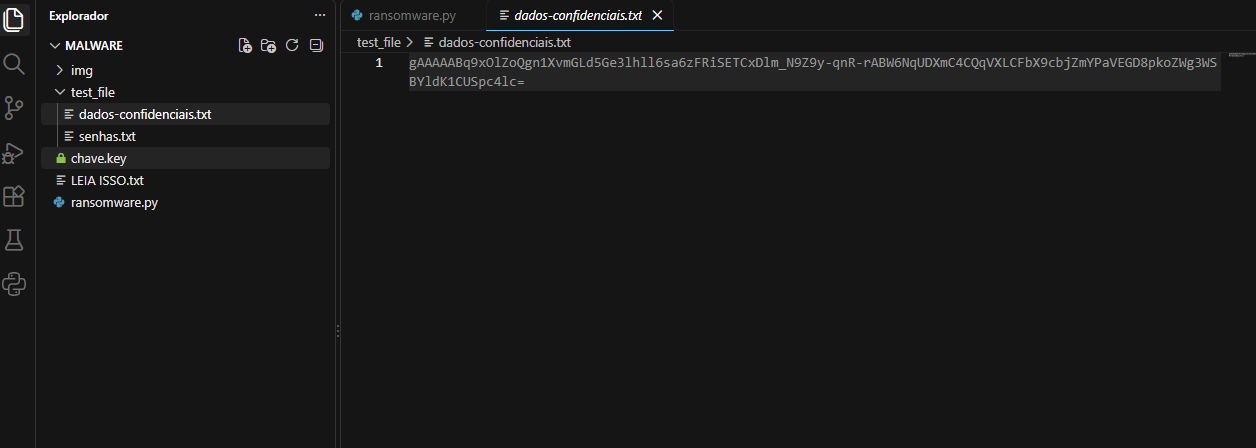 Explorador
ransomware.py
dados-confidenciais.txt
MALWARE
test_file > dados-confidenciais.txt
img
test_file
dados-confidenciais.txt
senhas.txt
chave.key
LEIA ISSO.txt
ransomware.py
1
gAAAAABq9xOlZoQgn1XvmGLd5Ge3lhll6sa6zFRiSETCxDlm_N9Z9y-qnR-rABW6NqUDXmC4CQqVXLCFbX9cbjZmYPaVEGD8pkoZWg3WS
BYldK1CUSpc4lc=